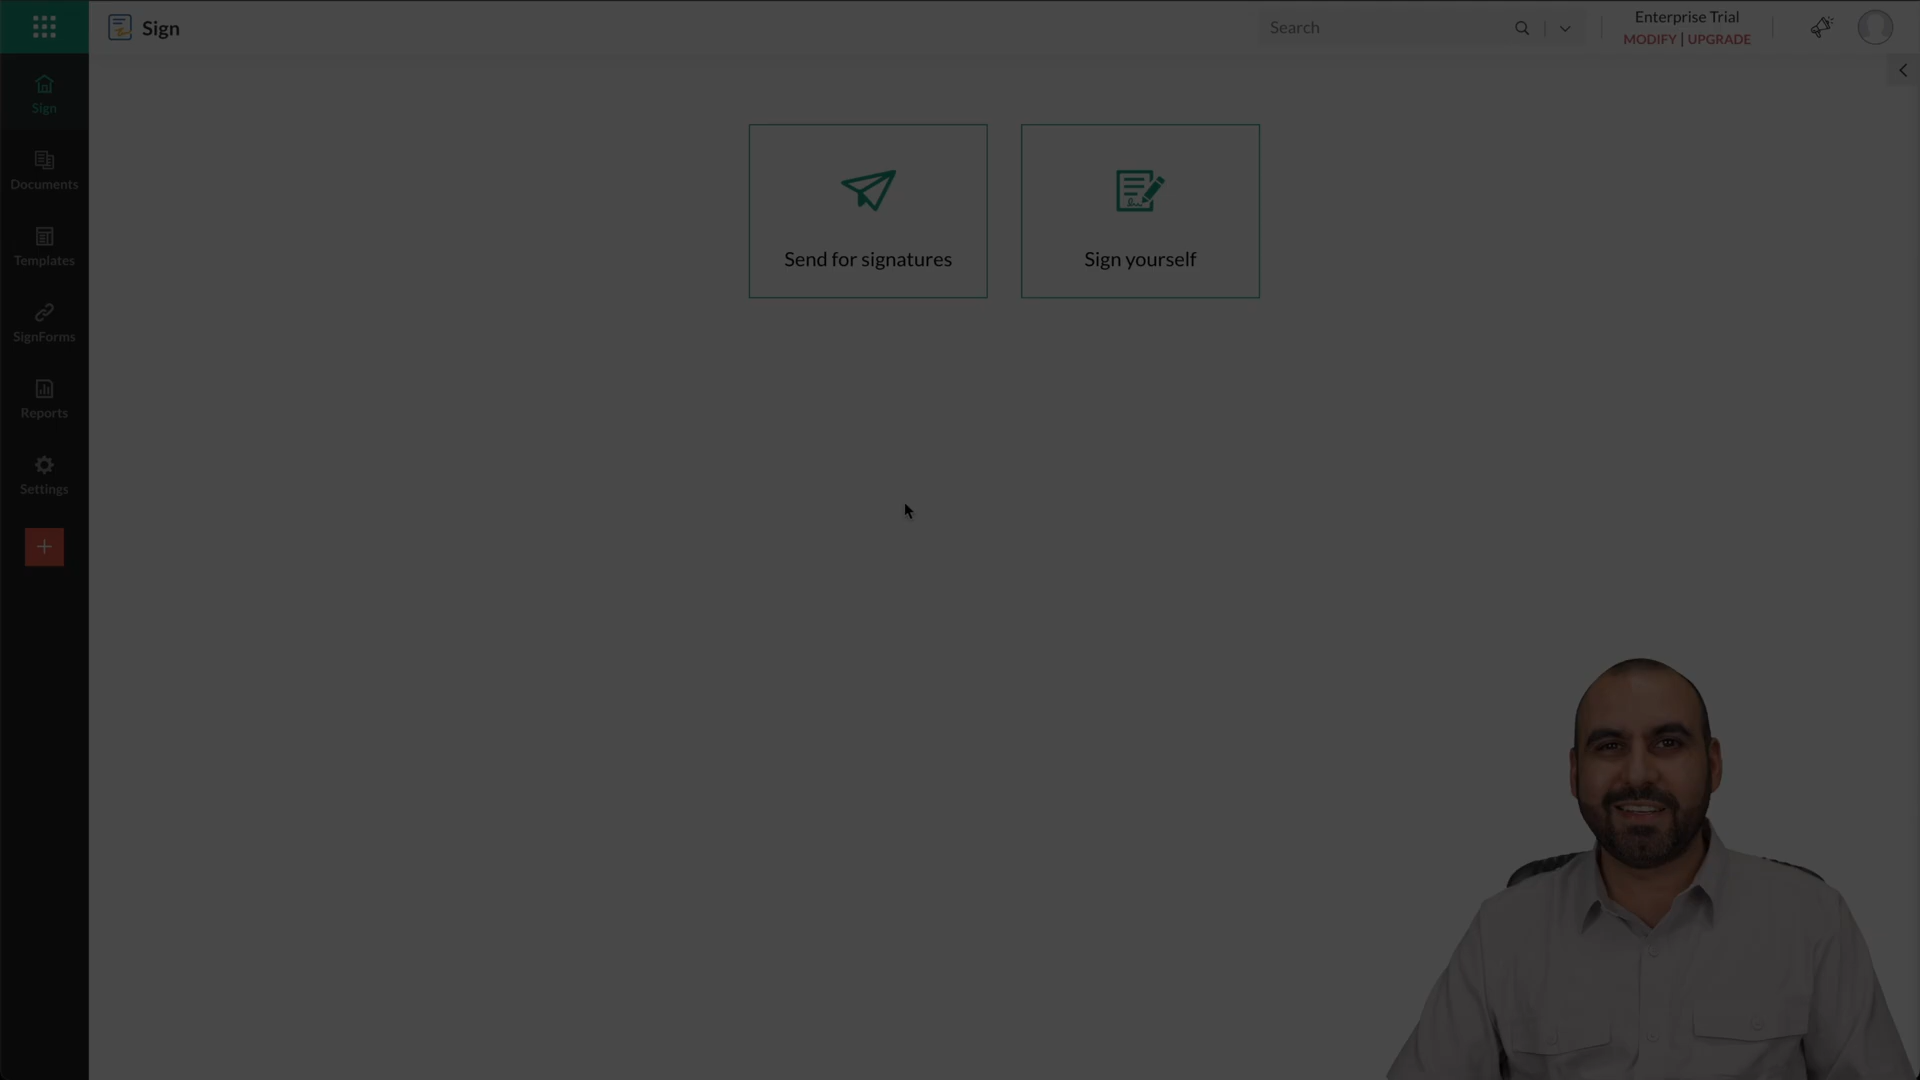 Sign
Search
Enterprise Trial
MODIFY | UPGRADE
Sign
Documents
Templates
SignForms
Reports
Settings
Send for signatures
Sign yourself